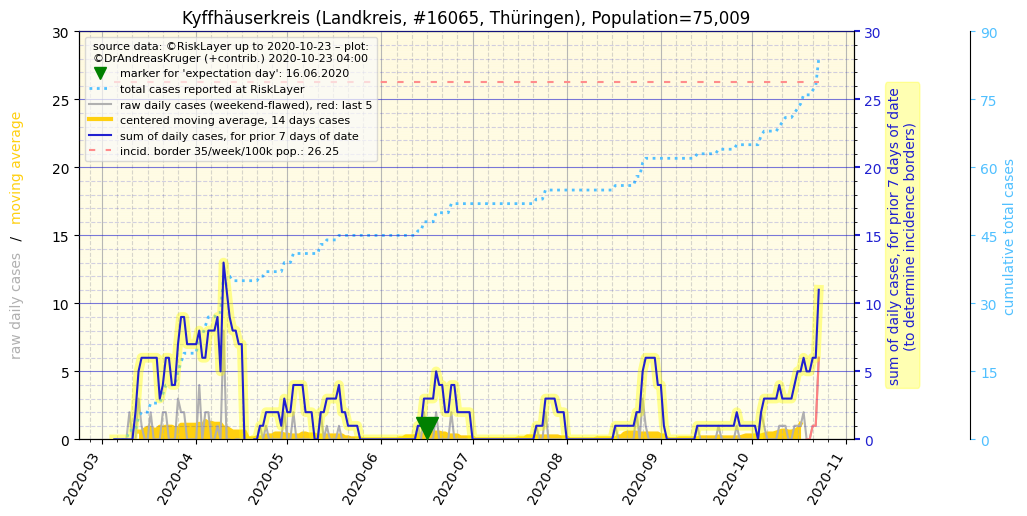 Kyffhäuserkreis (Landkreis, #16065, Thüringen), Population=75,009
source data: ©RiskLayer up to 2020-10-23 – plot:
©DrAndreasKruger (+contrib.) 2020-10-23 04:00
marker for 'expectation day': 16.06.2020
total cases reported at RiskLayer
raw daily cases (weekend-flawed), red: last 5
centered moving average, 14 days cases
sum of daily cases, for prior 7 days of date
incid. border 35/week/100k pop.: 26.25
raw daily cases / moving average
30
25
20
15
10
5
0
30
25
20
15
10
5
0
sum of daily cases, for prior 7 days of date
(to determine incidence borders)
90
75
60
45
30
15
0
cumulative total cases
2020-03
2020-04
2020-05
2020-06
2020-07
2020-08
2020-09
2020-10
2020-11